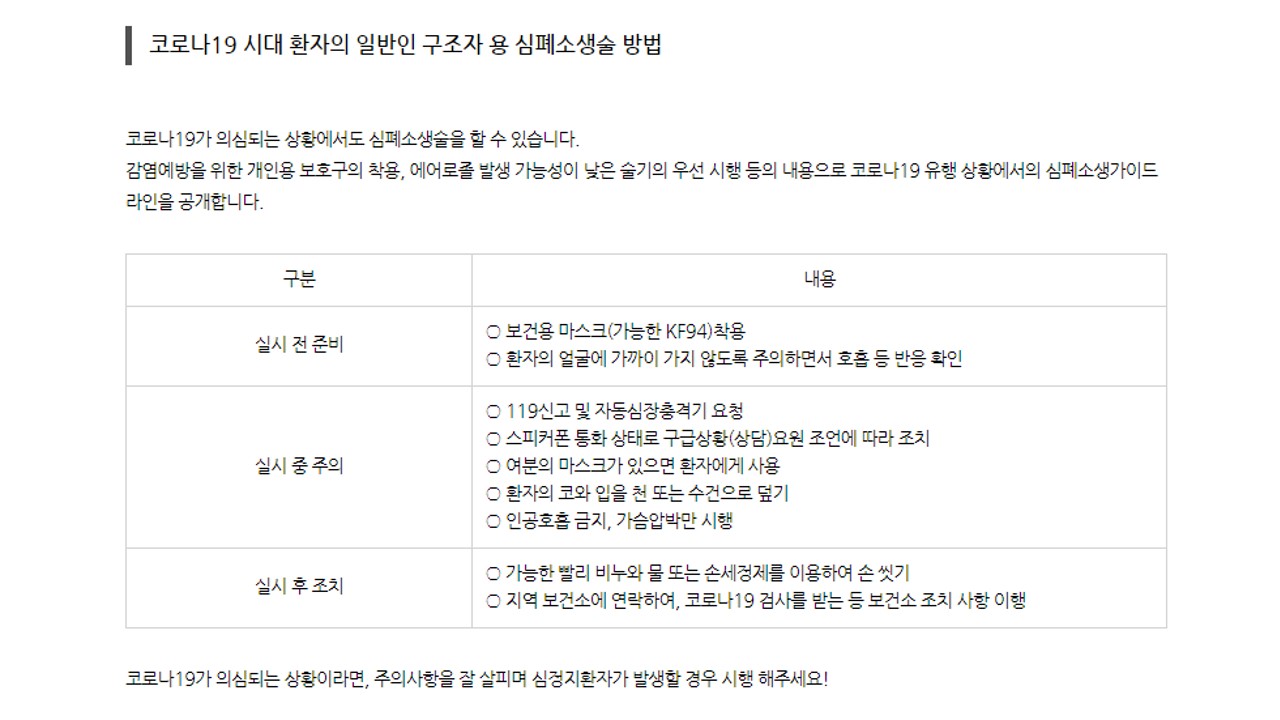 코로나19 시대 환자의 일반인 구조자 용 심폐소생술 방법
코로나19가 의심되는 상황에서도 심폐소생술을 할 수 있습니다.
감염예방을 위한 개인용 보호구의 착용, 에어로졸 발생 가능성이 낮은 술기의 우선 시행 등의 내용으로 코로나19 유행 상황에서의 심폐소생가이드
라인을 공개합니다.
구분 내용
실시 전 준비
○ 보건용 마스크(가능한 KF94)착용
○ 환자의 얼굴에 가까이 가지 않도록 주의하면서 호흡 등 반응 확인
실시 중 주의
○ 119신고 및 자동심장충격기 요청
○ 스피커폰 통화 상태로 구급상황(상담)요원 조언에 따라 조치
○ 여분의 마스크가 있으면 환자에게 사용
○ 환자의 코와 입을 천 또는 수건으로 덮기
○ 인공호흡 금지, 가슴압박만 시행
실시 후 조치
○ 가능한 빨리 비누와 물 또는 손세정제를 이용하여 손 씻기
○ 지역 보건소에 연락하여, 코로나19 검사를 받는 등 보건소 조치 사항 이행
코로나19가 의심되는 상황이라면, 주의사항을 잘 살피며 심정지환자가 발생할 경우 시행 해주세요!